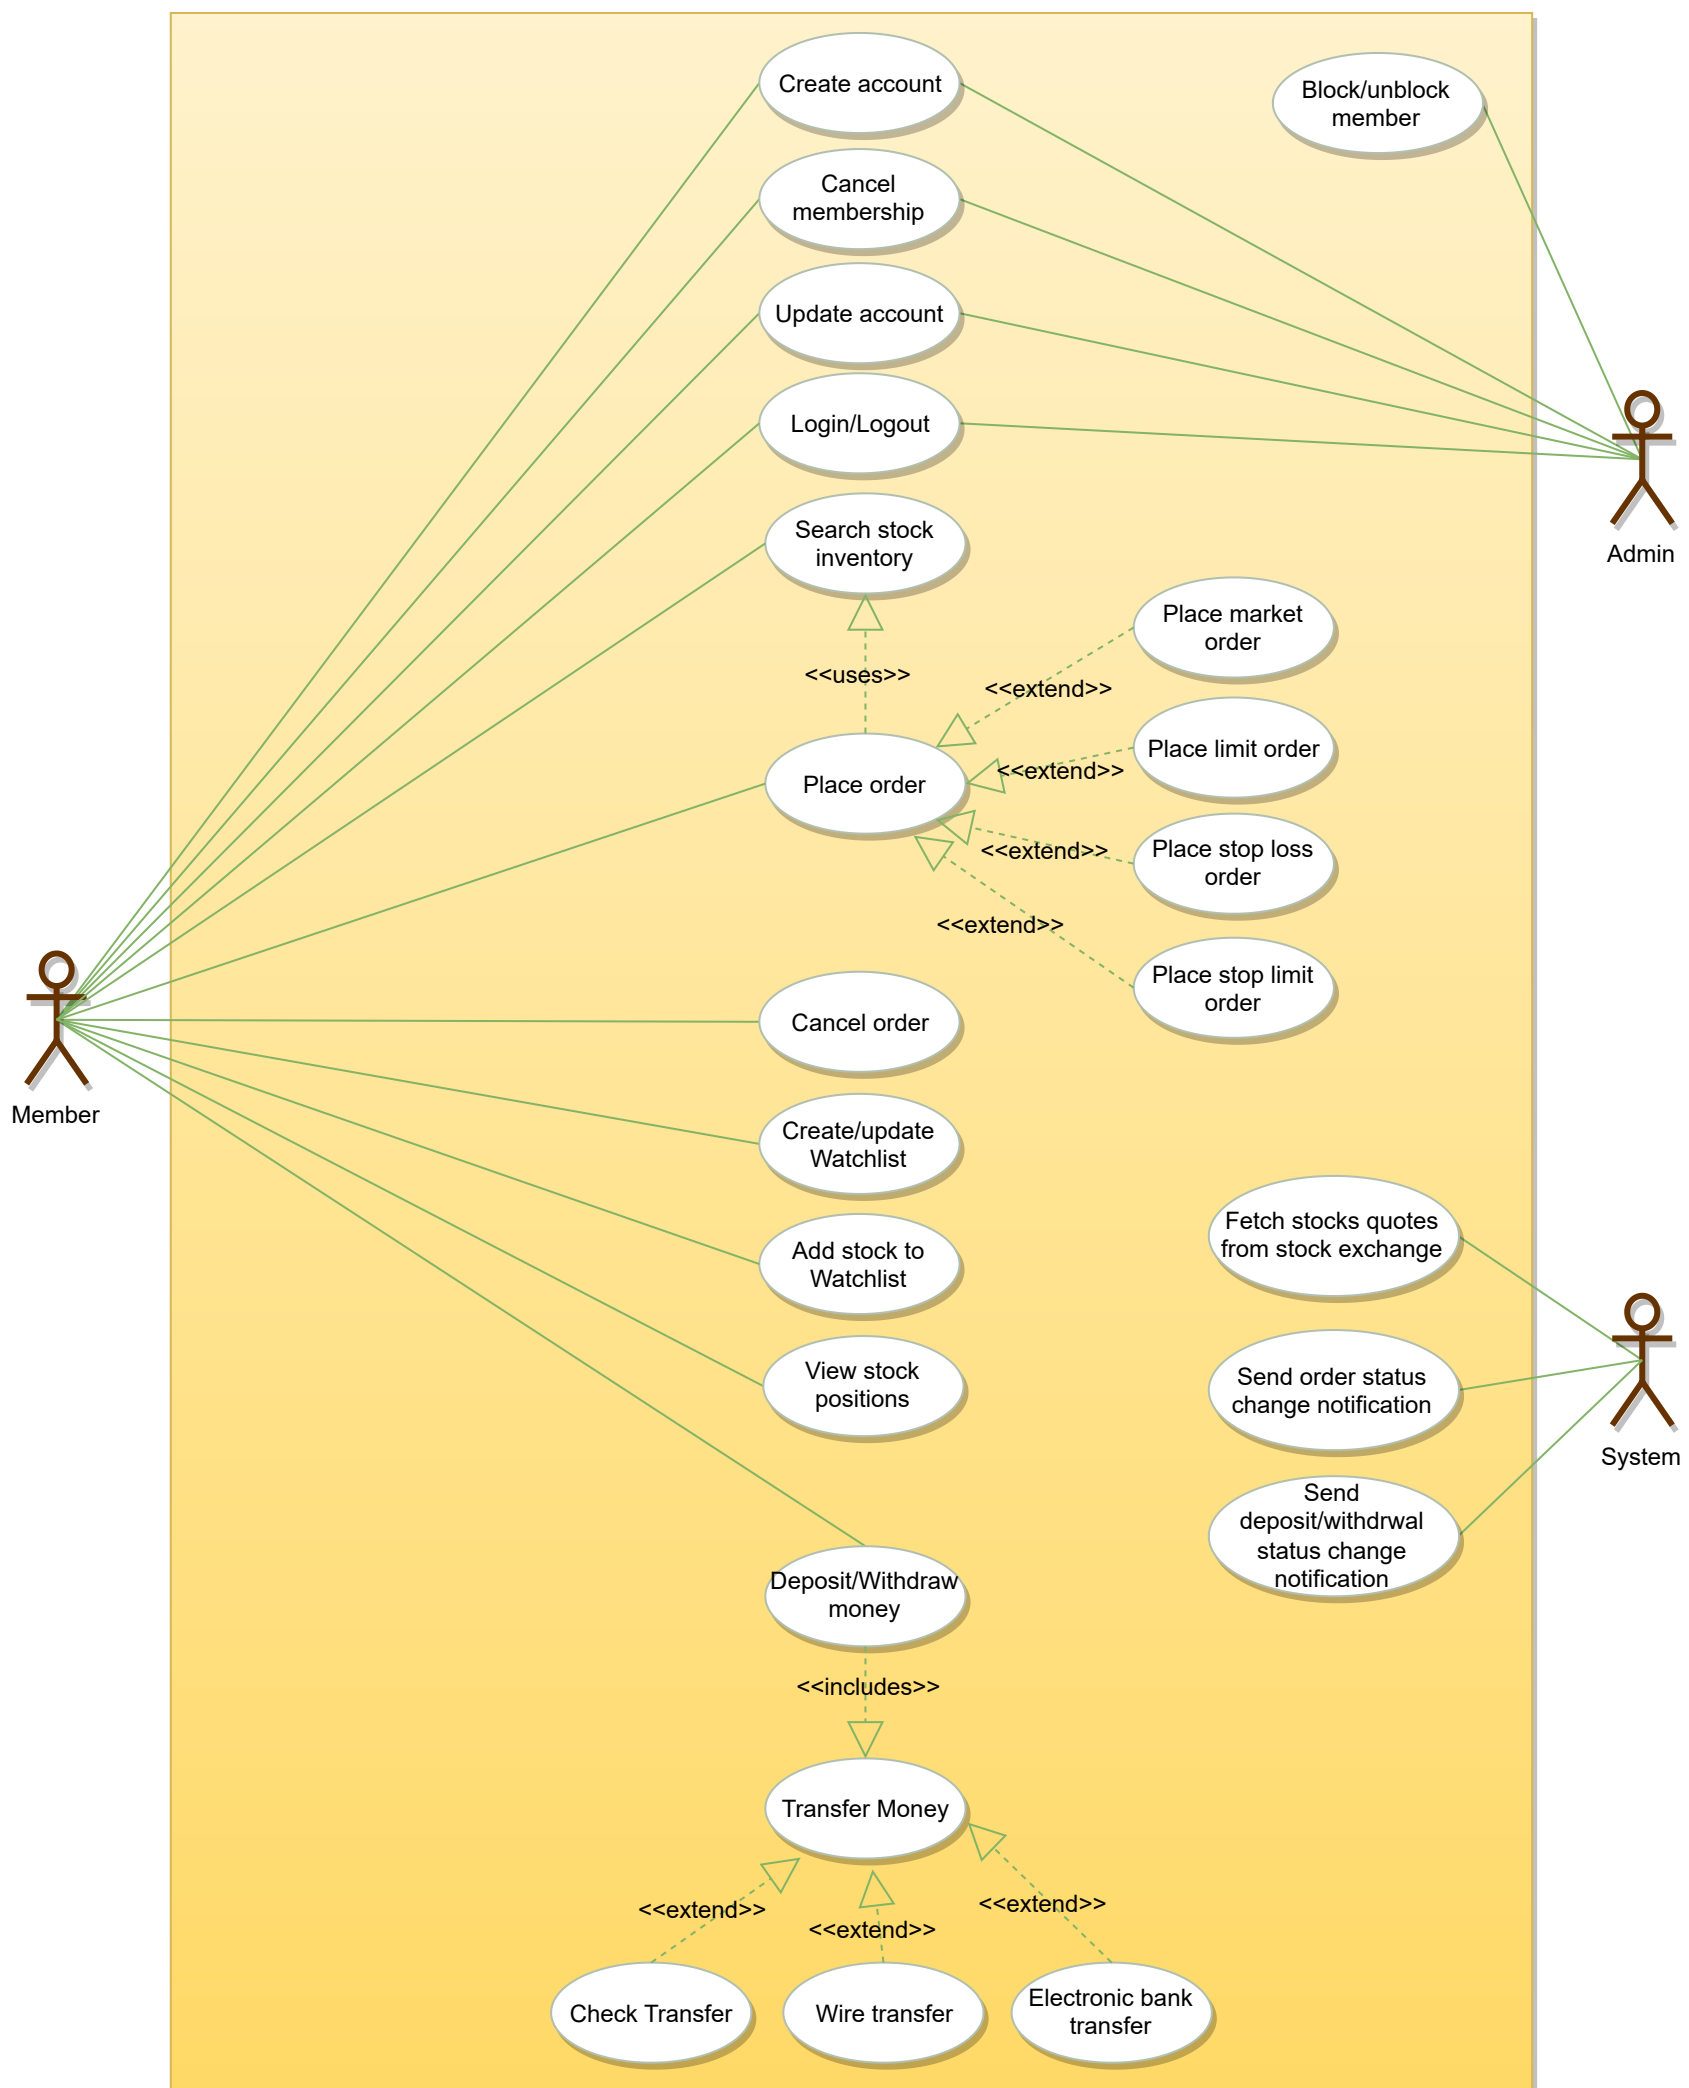 Create account
Block/unblock
member
Cancel
membership
Update account
Login/Logout
Search stock
inventory
Admin
Place market
order
<<uses>>
<<extend>>
Place limit order
<<extend>>
Place order
<<extend>>
Place stop loss
order
<<extend>>
Place stop limit
order
Cancel order
Member
Create/update
Watchlist
Add stock to
Watchlist
Fetch stocks quotes
from stock exchange
View stock
positions
Send order status
change notification
System
Send
deposit/withdrwal
status change
notification
Deposit/Withdraw
money
<<includes>>
Transfer Money
<<extend>>
<<extend>>
<<extend>>
Check Transfer
Wire transfer
Electronic bank
transfer